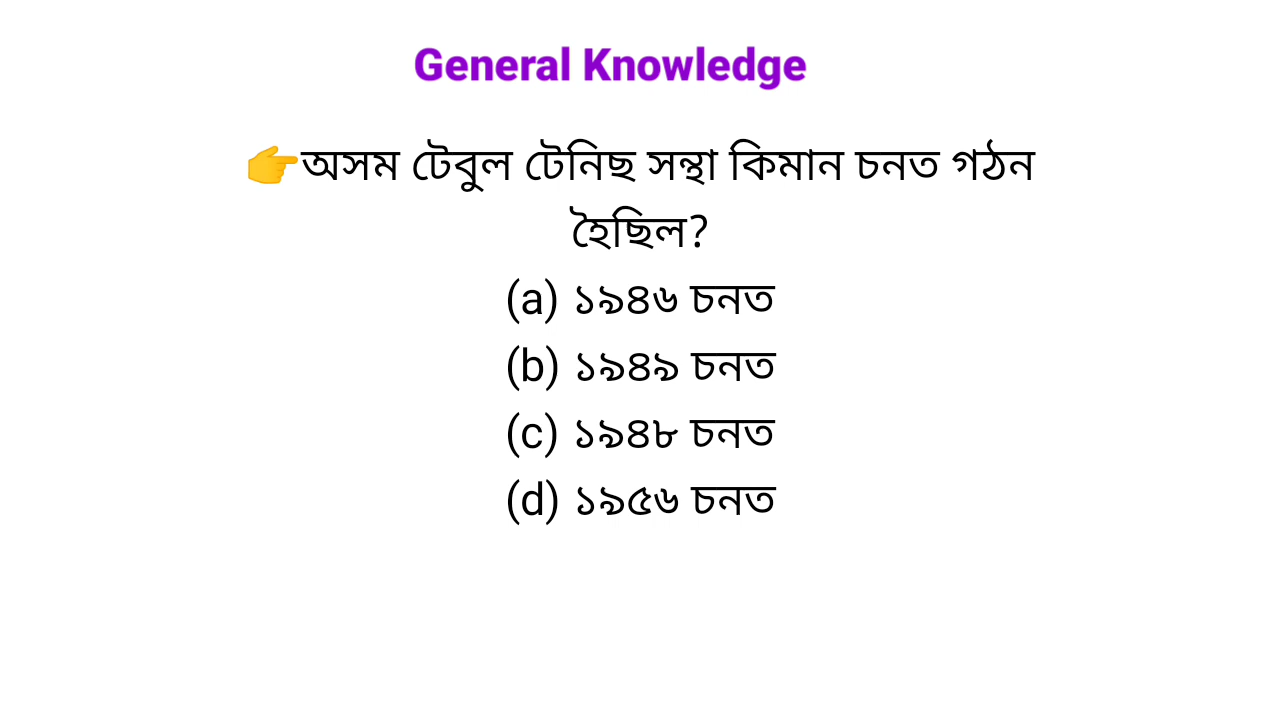 General Knowledge
👉অসম টেবুল টেনিছ সন্থা কিমান চনত গঠন
হৈছিল?
(a) ১৯৪৬ চনত
(b) ১৯৪৯ চনত
(c) ১৯৪৮ চনত
(d) ১৯৫৬ চনত